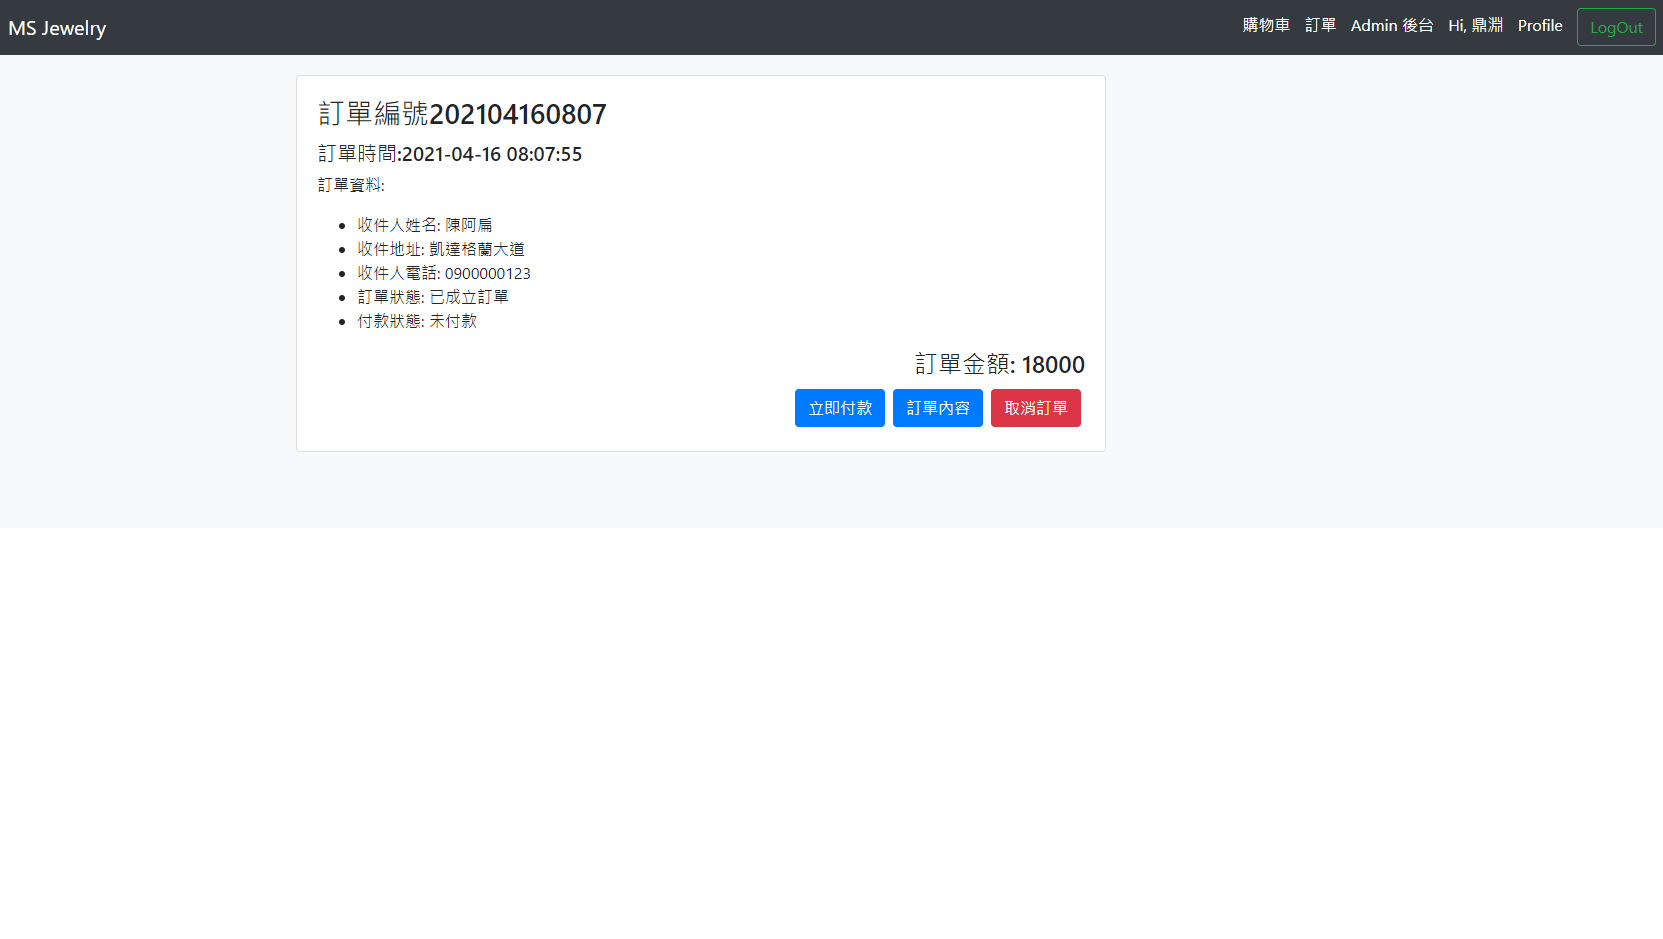 MS Jewelry
購物車 訂單 Admin 後台 Hi, 鼎淵 Profile LogOut
訂單編號202104160807
訂單時間:2021-04-16 08:07:55
訂單資料:
收件人姓名: 陳阿扁
收件地址: 凱達格蘭大道
收件人電話: 0900000123
訂單狀態: 已成立訂單
付款狀態: 未付款
訂單金額: 18000
立即付款 訂單內容 取消訂單